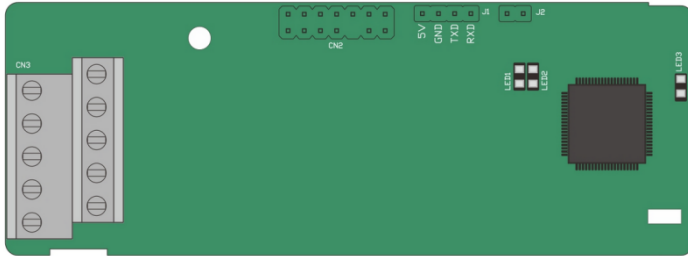 J1
J2
5V
GND
TXD
RXD
CN2
CN3
LED1
LED2
LED3